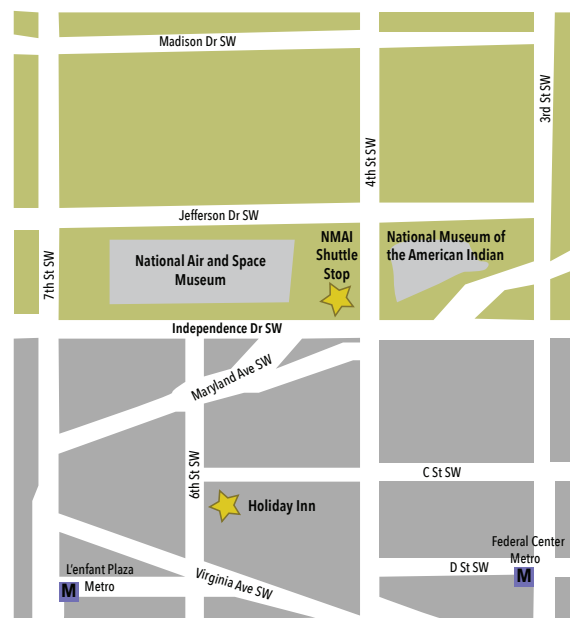 Madison Dr SW
3rd St SW
4th St SW
Jefferson Dr SW
NMAI
Shuttle
Stop
National Museum of
the American Indian
National Air and Space
Museum
7th St SW
Independence Dr SW
Maryland Ave SW
6th St SW
C St SW
Holiday Inn
Federal Center
Metro
M
D St SW
L'enfant Plaza
Metro
M
Virginia Ave SW